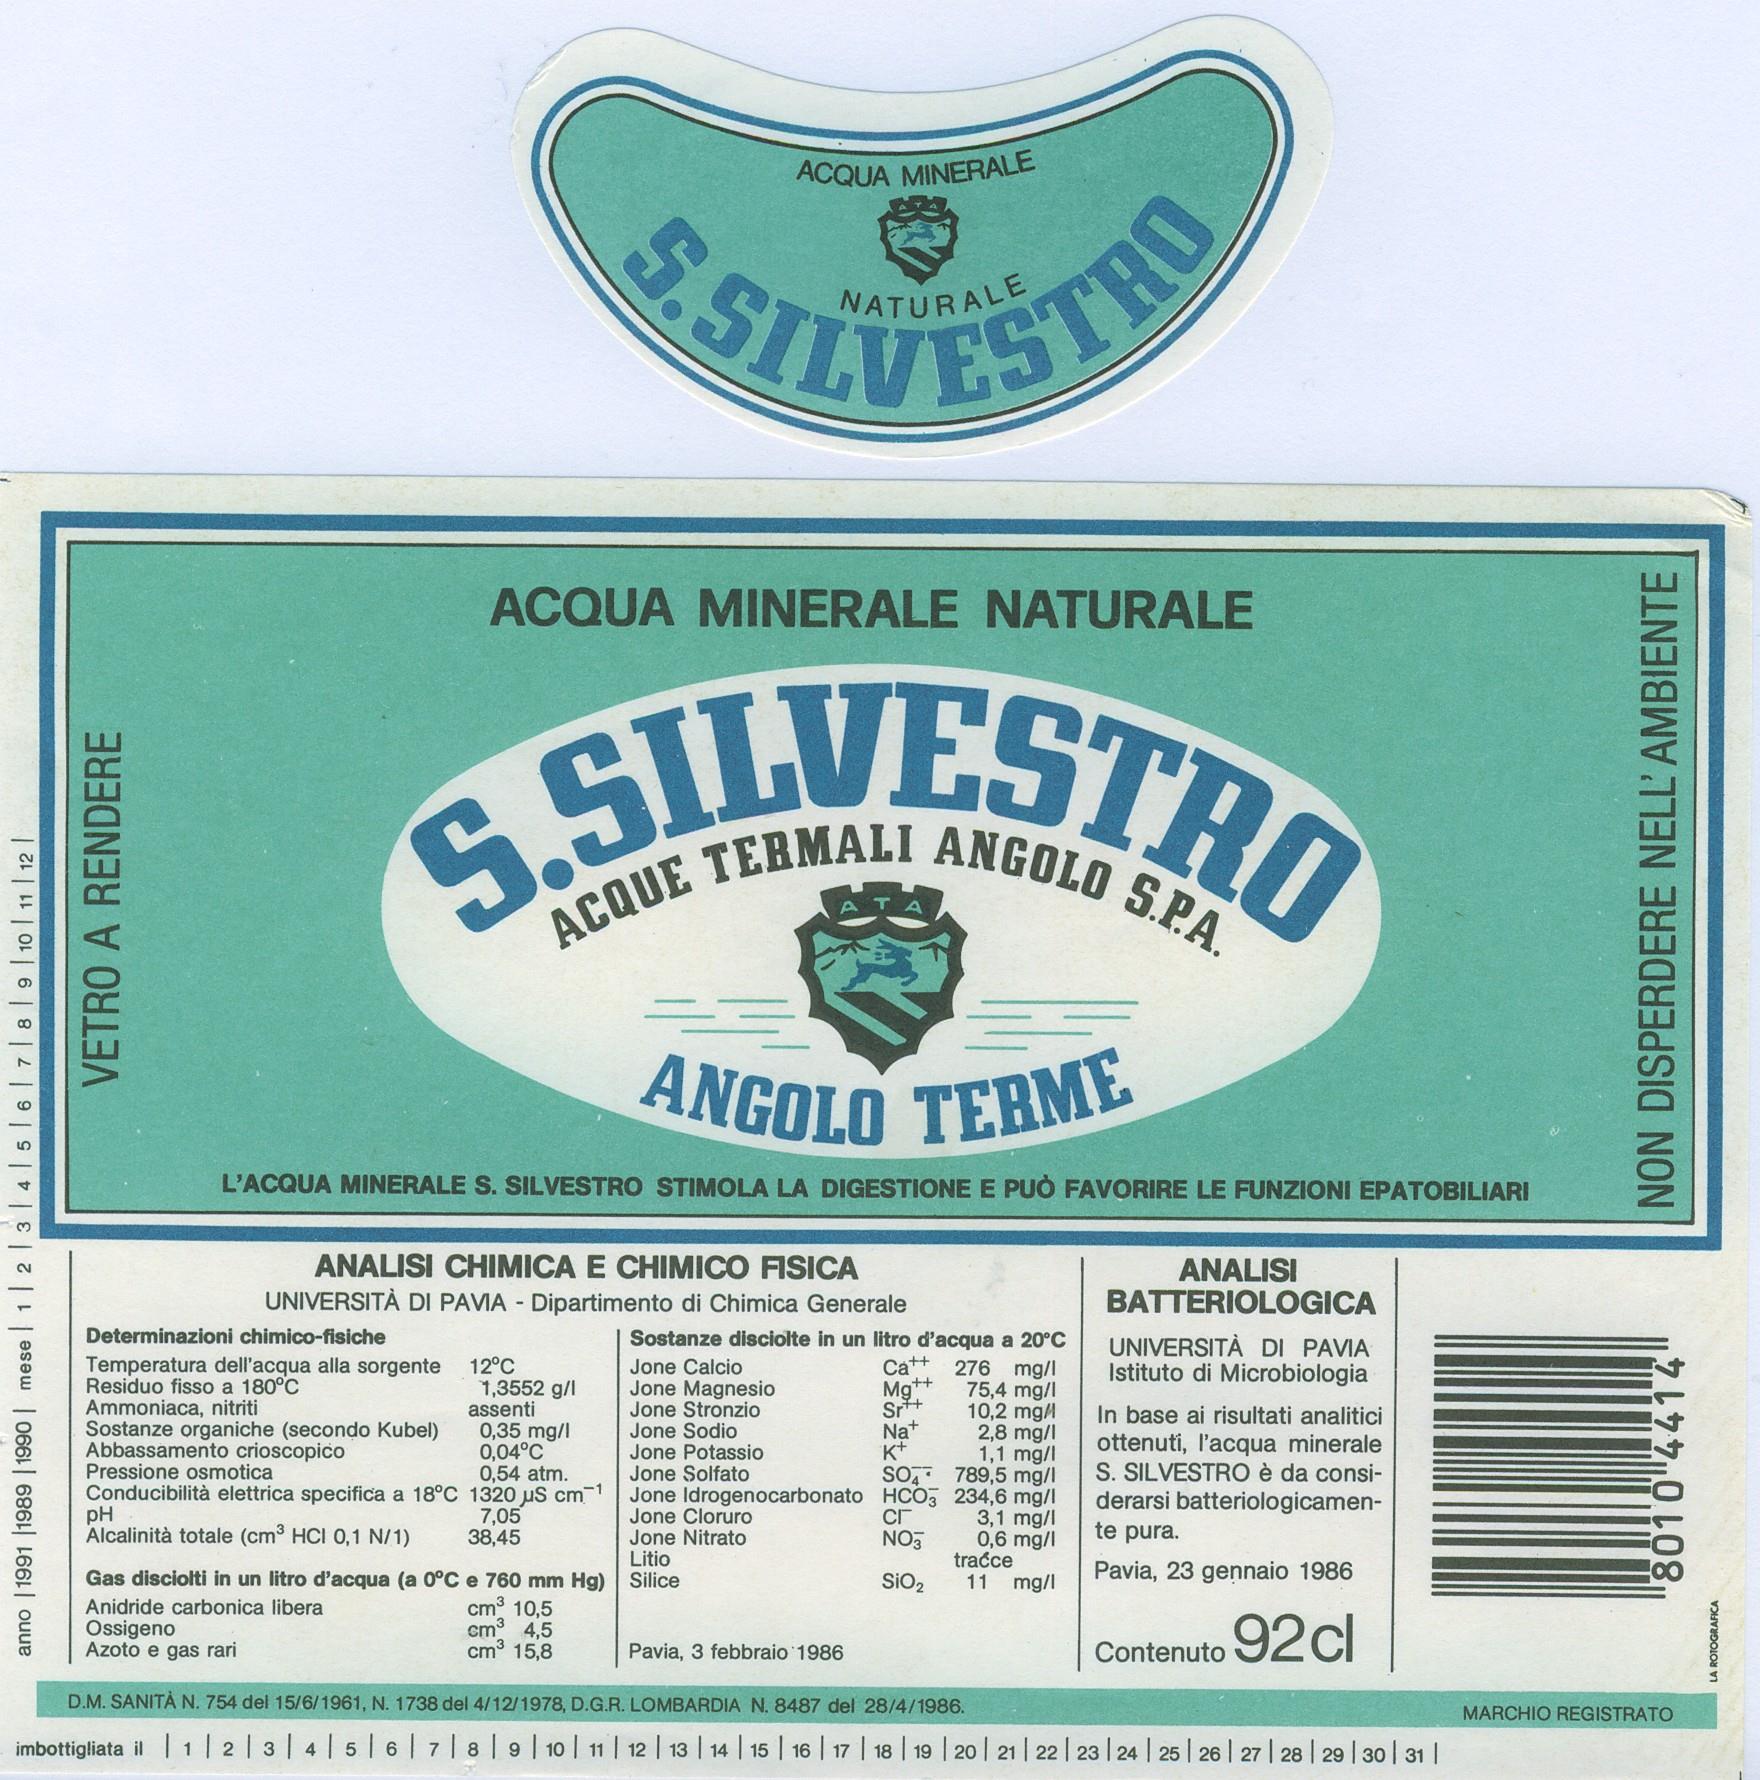 ACQUA MINERALE
ATA
NATURALE
S. SILVESTRO
ACQUA MINERALE NATURALE
VETRO A RENDERE
S. SILVESTRO
ACQUE TERMALI ANGOLO S.P.A.
ATA
ANGOLO TERME
L'ACQUA MINERALE S. SILVESTRO STIMOLA LA DIGESTIONE E PUÒ FAVORIRE LE FUNZIONI EPATOBILIARI
NON DISPERDERE NELL'AMBIENTE
anno | 1991 | 1989 | 1990 | mese | 1 | 2 | 3 | 4 | 5 | 6 | 7 | 8 | 9 | 10 | 11 | 12 |
ANALISI CHIMICA E CHIMICO FISICA
UNIVERSITÀ DI PAVIA - Dipartimento di Chimica Generale
Determinazioni chimico-fisiche
Temperatura dell'acqua alla sorgente 12°C
Residuo fisso a 180°C 1,3552 g/l
Ammoniaca, nitriti assenti
Sostanze organiche (secondo Kubel) 0,35 mg/l
Abbassamento crioscopico 0,04°C
Pressione osmotica 0,54 atm.
Conducibilità elettrica specifica a 18°C 1320 µS cm⁻¹
pH 7,05
Alcalinità totale (cm³ HCl 0,1 N/1) 38,45
Gas disciolti in un litro d'acqua (a 0°C e 760 mm Hg)
Anidride carbonica libera cm³ 10,5
Ossigeno cm³ 4,5
Azoto e gas rari cm³ 15,8
Sostanze disciolte in un litro d'acqua a 20°C
Jone Calcio Ca⁺⁺ 276 mg/l
Jone Magnesio Mg⁺⁺ 75,4 mg/l
Jone Stronzio Sr⁺⁺ 10,2 mg/l
Jone Sodio Na⁺ 2,8 mg/l
Jone Potassio K⁺ 1,1 mg/l
Jone Solfato SO₄⁻⁻ 789,5 mg/l
Jone Idrogenocarbonato HCO₃⁻ 234,6 mg/l
Jone Cloruro Cl⁻ 3,1 mg/l
Jone Nitrato NO₃⁻ 0,6 mg/l
Litio tracce
Silice SiO₂ 11 mg/l
Pavia, 3 febbraio 1986
ANALISI
BATTERIOLOGICA
UNIVERSITÀ DI PAVIA
Istituto di Microbiologia
In base ai risultati analitici
ottenuti, l'acqua minerale
S. SILVESTRO è da consi-
derarsi batteriologicamen-
te pura.
Pavia, 23 gennaio 1986
Contenuto 92cl
8010 4414
LA ROTOGRAFICA
D.M. SANITÀ N. 754 del 15/6/1961, N. 1738 del 4/12/1978, D.G.R. LOMBARDIA N. 8487 del 28/4/1986.
MARCHIO REGISTRATO
imbottigliata il | 1 | 2 | 3 | 4 | 5 | 6 | 7 | 8 | 9 | 10 | 11 | 12 | 13 | 14 | 15 | 16 | 17 | 18 | 19 | 20 | 21 | 22 | 23 | 24 | 25 | 26 | 27 | 28 | 29 | 30 | 31 |